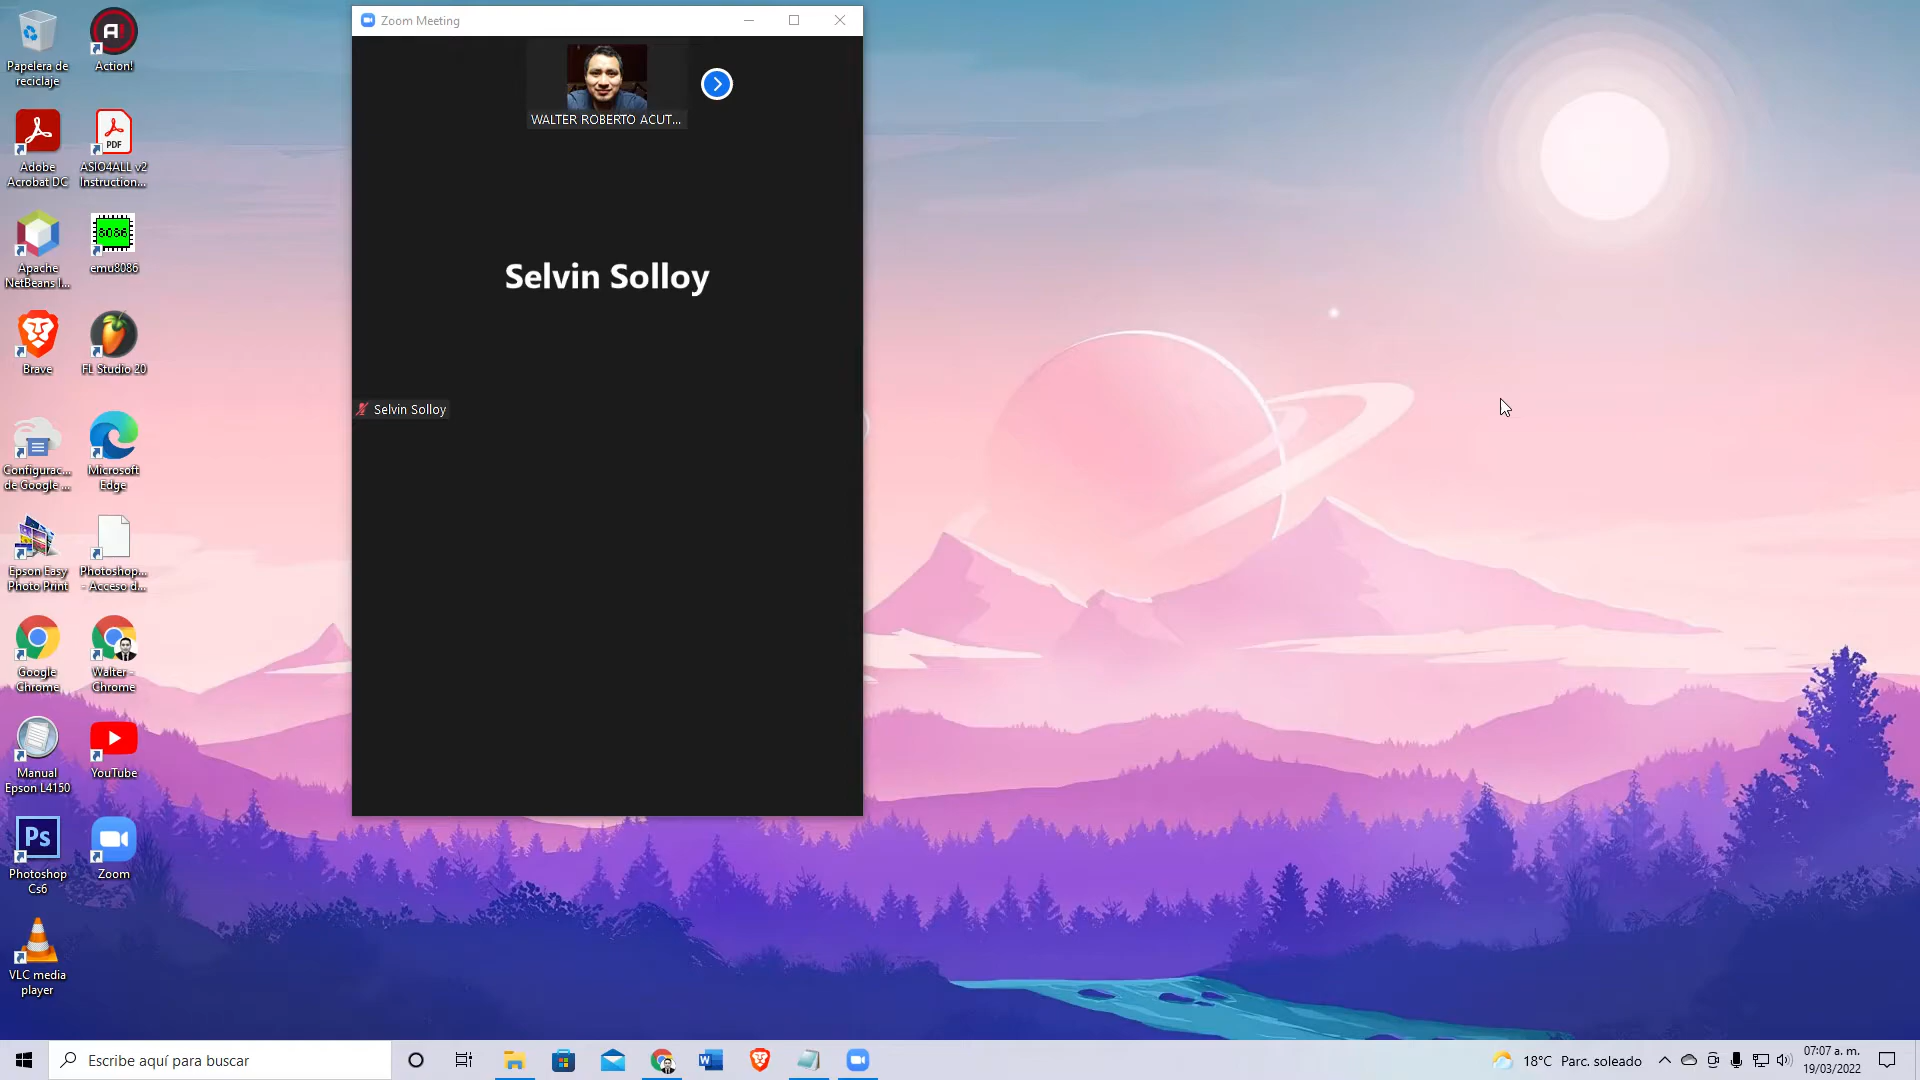 Papelera de
reciclaje
Action!
Adobe
Acrobat DC
PDF
ASIO4ALL v2
Instruction...
Apache
NetBeans I...
8086
emu8086
Brave
FL Studio 20
Configurac...
de Google ...
Microsoft
Edge
Epson Easy
Photo Print
Photoshop...
- Acceso d...
Google
Chrome
Walter -
Chrome
Manual
Epson L4150
YouTube
Ps
Photoshop
Cs6
Zoom
VLC media
player
Zoom Meeting
WALTER ROBERTO ACUT...
Selvin Solloy
Selvin Solloy
Escribe aquí para buscar
18°C Parc. soleado
07:07 a. m.
19/03/2022